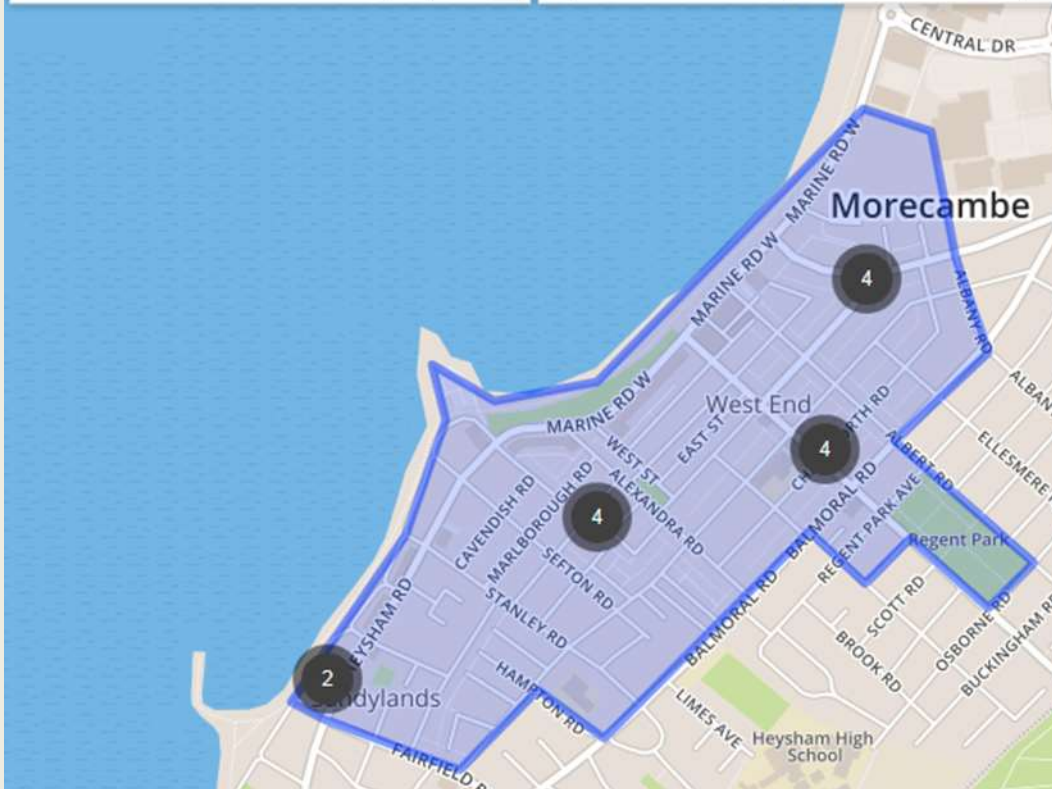 CENTRAL DR
MARINE RD W
Morecambe
MARINE RD W
4
ALBANY RD
MARINE RD W
West End
EAST ST
WEST ST
4
ALBERT RD
ELLESMERE
ALEXANDRA RD
CAVENDISH RD
MARLBOROUGH RD
4
BALMORAL RD
REGENT PARK AVE
Regent Park
SEFTON RD
STANLEY RD
HEYSHAM RD
BALMORAL RD
SCOTT RD
OSBORNE RD
BUCKINGHAM
BROOK RD
HAMPTON RD
2
LIMES AVE
FAIRFIELD
Heysham High
School